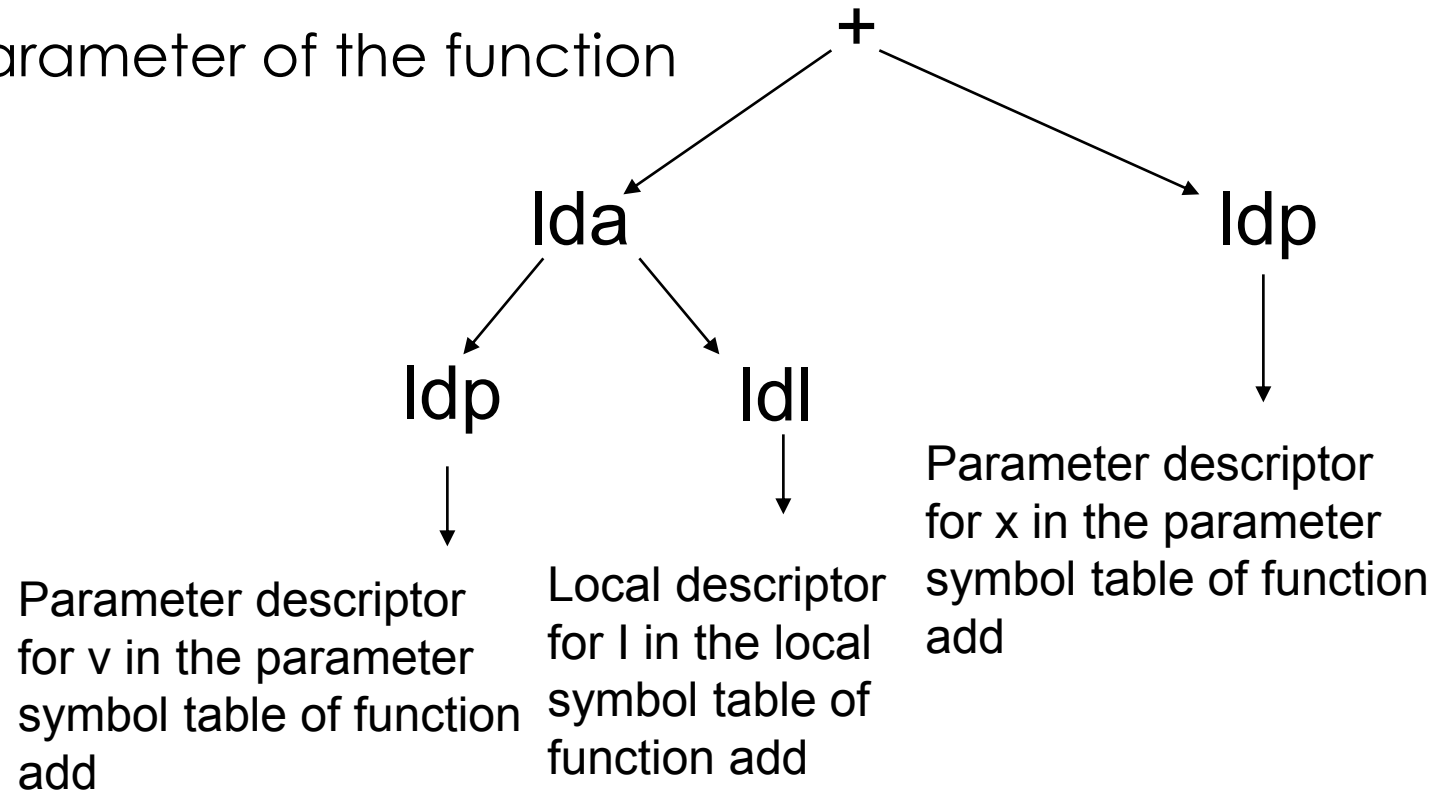 arameter of the function
+
lda
ldp
ldp
ldl
Parameter descriptor
for x in the parameter
symbol table of function
add
Parameter descriptor
for v in the parameter
symbol table of function
add
Local descriptor
for I in the local
symbol table of
function add